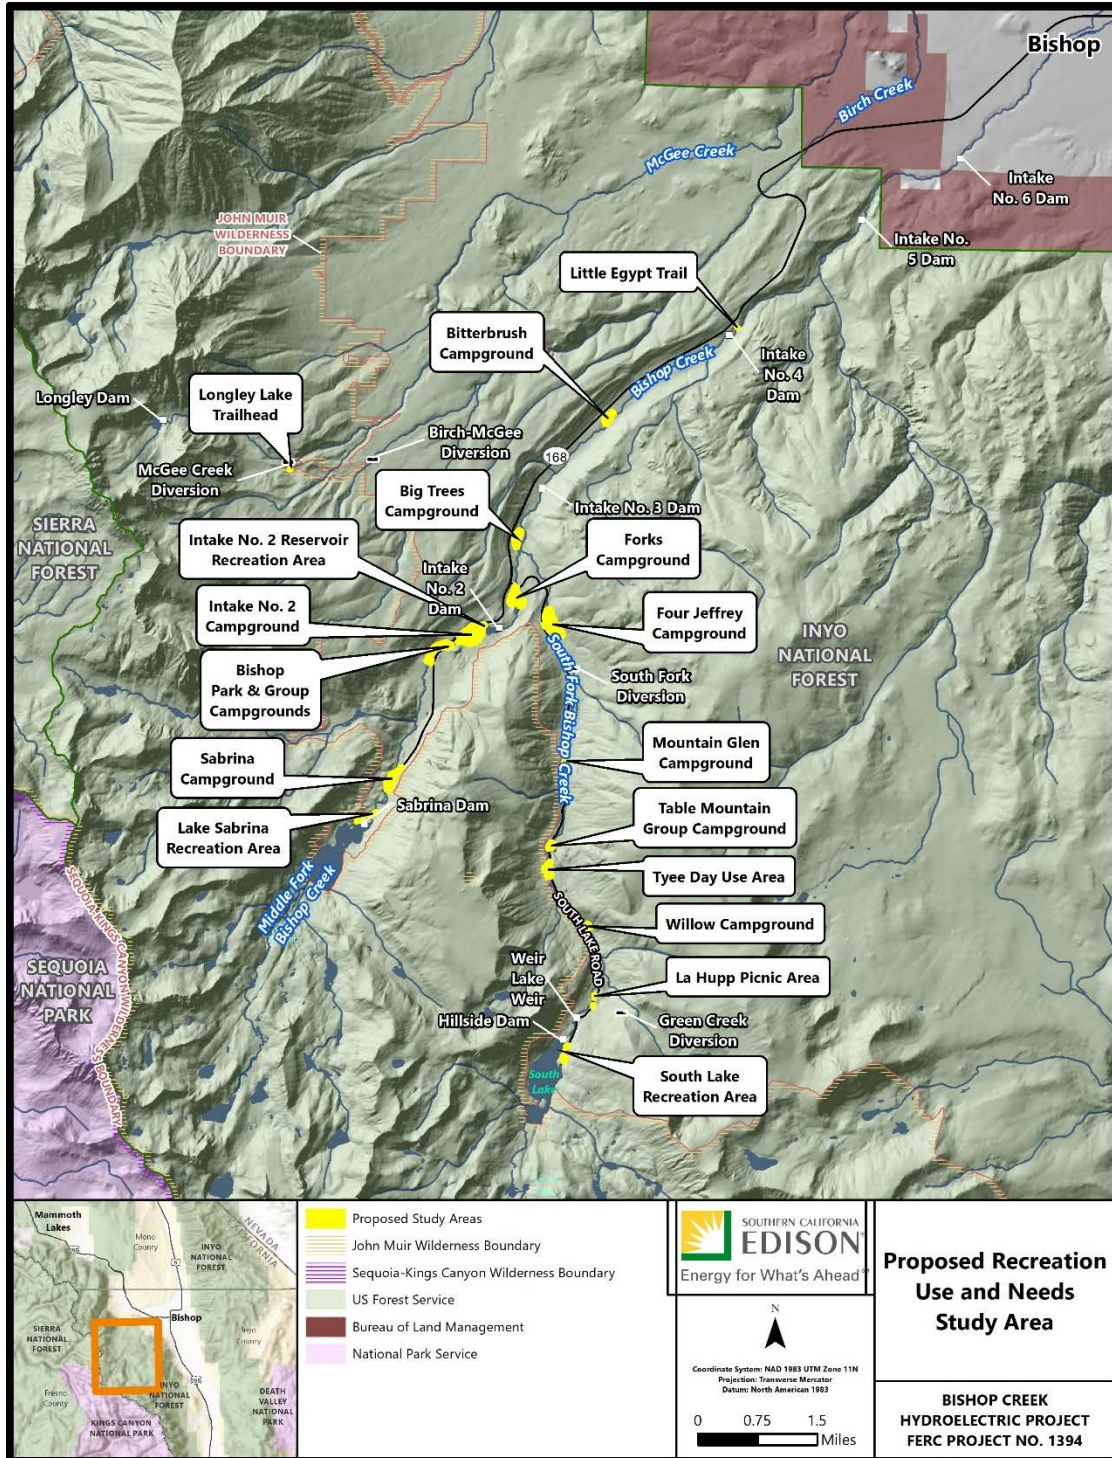 Bishop
Birch Creek
McGee Creek
Intake
No. 6 Dam
JOHN MUIR
WILDERNESS
BOUNDARY
Intake No.
5 Dam
Little Egypt Trail
Bitterbrush
Campground
Bishop Creek
Intake
No. 4
Dam
Longley Dam
Longley Lake
Trailhead
Birch-McGee
Diversion
168
McGee Creek
Diversion
Big Trees
Campground
Intake No. 3 Dam
SIERRA
NATIONAL
FOREST
Intake No. 2 Reservoir
Recreation Area
Intake
No. 2
Dam
Forks
Campground
Intake No. 2
Campground
Four Jeffrey
Campground
INYO
NATIONAL
FOREST
Bishop
Park & Group
Campgrounds
South Fork
Diversion
South Fork Bishop Creek
Sabrina
Campground
Mountain Glen
Campground
Sabrina Dam
Lake Sabrina
Recreation Area
Table Mountain
Group Campground
Tyee Day Use Area
Middle Fork
Bishop Creek
SEQUOIA-KINGS CANYON WILDERNESS BOUNDARY
SOUTH LAKE ROAD
Willow Campground
SEQUOIA
NATIONAL
PARK
Weir
Lake
Weir
La Hupp Picnic Area
Hillside Dam
Green Creek
Diversion
South
Lake
South Lake
Recreation Area
Mammoth
Lakes
Mono
County
NEVADA
CALIFORNIA
INYO
NATIONAL
FOREST
395
6
Bishop
SIERRA
NATIONAL
FOREST
Inyo
County
395
Fresno
County
INYO
NATIONAL
FOREST
KINGS CANYON
NATIONAL PARK
DEATH
VALLEY
NATIONAL
PARK
Proposed Study Areas
John Muir Wilderness Boundary
Sequoia-Kings Canyon Wilderness Boundary
US Forest Service
Bureau of Land Management
National Park Service
SOUTHERN CALIFORNIA
EDISON®
Energy for What's Ahead℠
N
Coordinate System: NAD 1983 UTM Zone 11N
Projection: Transverse Mercator
Datum: North American 1983
0 0.75 1.5
Miles
Proposed Recreation
Use and Needs
Study Area
BISHOP CREEK
HYDROELECTRIC PROJECT
FERC PROJECT NO. 1394